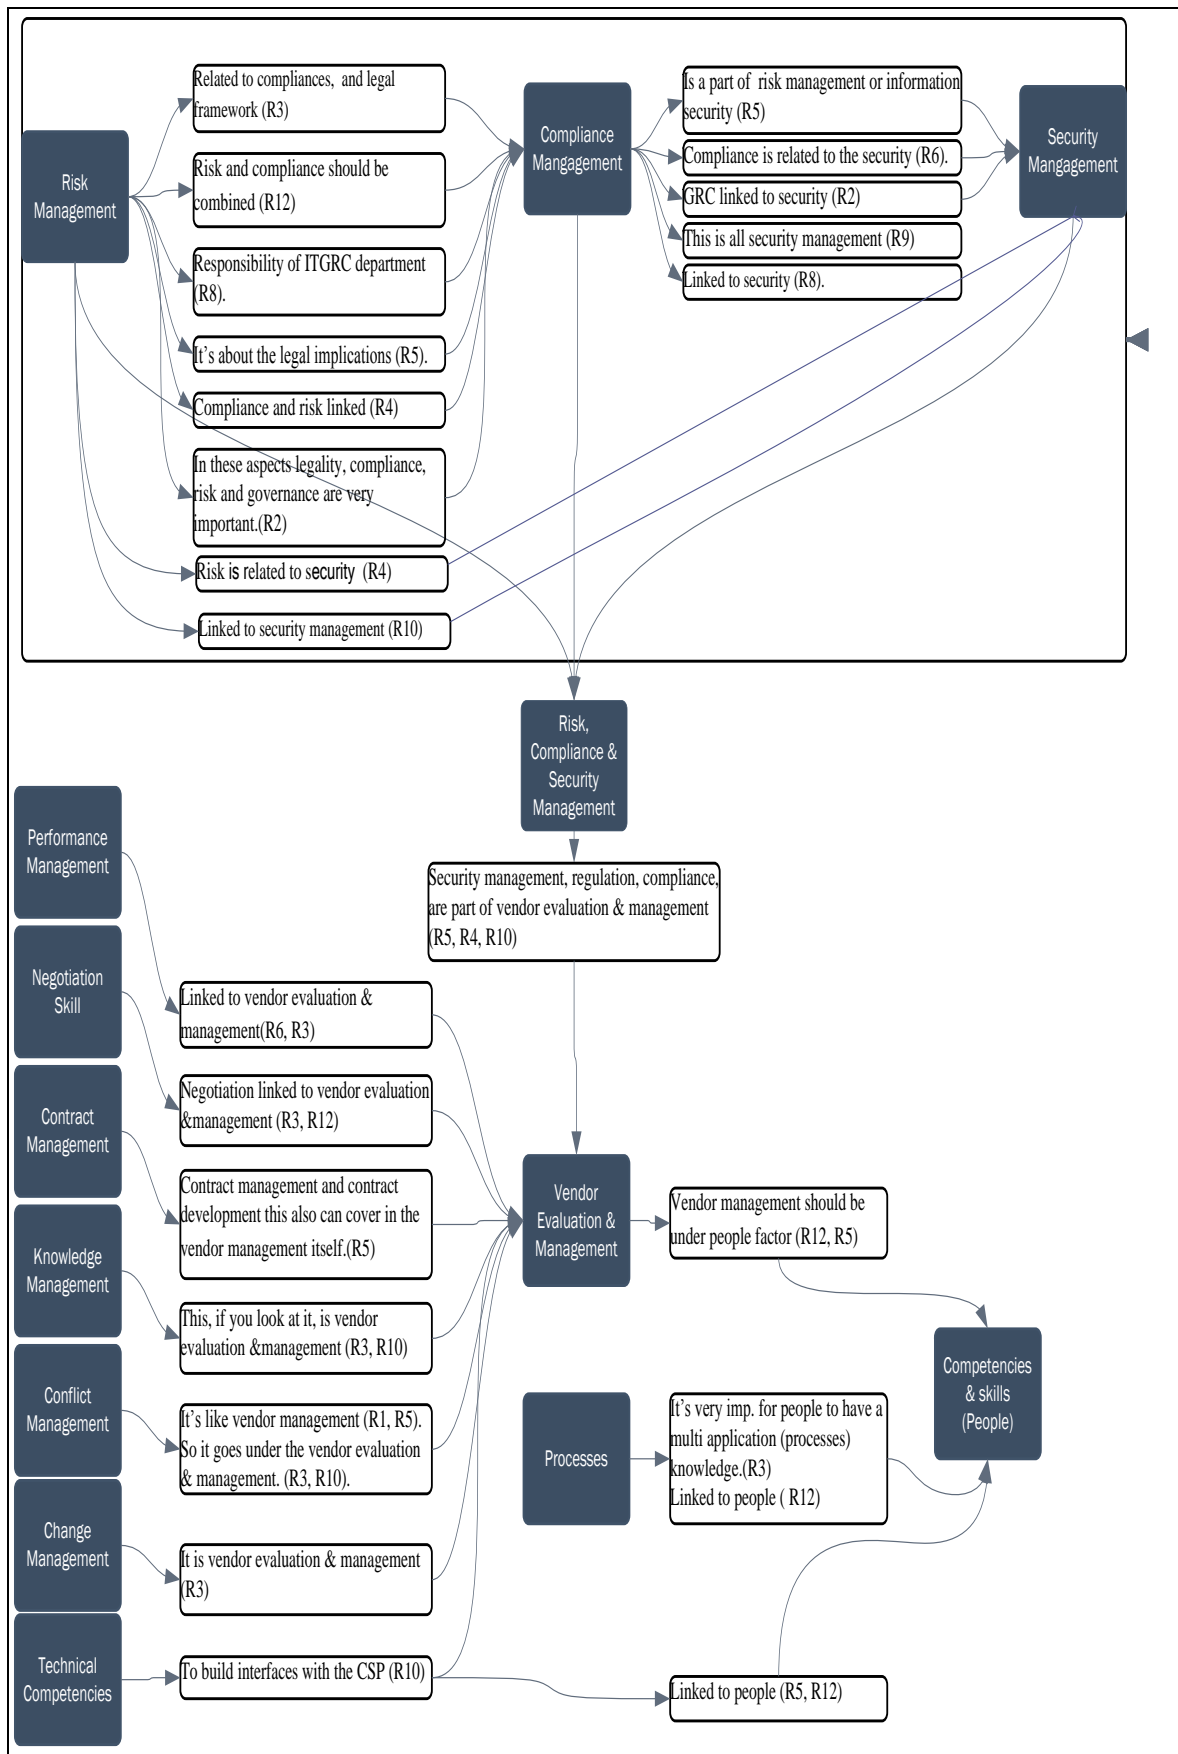 Risk
Management
Related to compliances, and legal
framework (R3)
Risk and compliance should be
combined (R12)
Responsibility of ITGRC department
(R8).
It's about the legal implications (R5).
Compliance and risk linked (R4)
In these aspects legality, compliance,
risk and governance are very
important.(R2)
Risk is related to security (R4)
Linked to security management (R10)
Compliance
Mangagement
Is a part of risk management or information
security (R5)
Compliance is related to the security (R6).
GRC linked to security (R2)
This is all security management (R9)
Linked to security (R8).
Security
Mangagement
Risk,
Compliance &
Security
Management
Security management, regulation, compliance,
are part of vendor evaluation & management
(R5, R4, R10)
Performance
Management
Negotiation
Skill
Contract
Management
Knowledge
Management
Conflict
Management
Change
Management
Technical
Competencies
Linked to vendor evaluation &
management(R6, R3)
Negotiation linked to vendor evaluation
&management (R3, R12)
Contract management and contract
development this also can cover in the
vendor management itself.(R5)
This, if you look at it, is vendor
evaluation &management (R3, R10)
It's like vendor management (R1, R5).
So it goes under the vendor evaluation
& management. (R3, R10).
It is vendor evaluation & management
(R3)
To build interfaces with the CSP (R10)
Vendor
Evaluation &
Management
Vendor management should be
under people factor (R12, R5)
Processes
It's very imp. for people to have a
multi application (processes)
knowledge.(R3)
Linked to people ( R12)
Linked to people (R5, R12)
Competencies
& skills
(People)